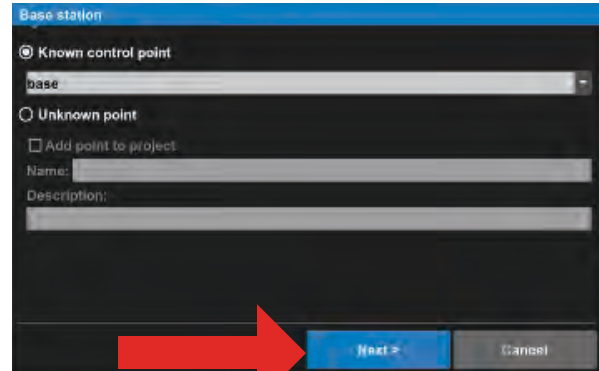 Base station
Known control point
base
Unknown point
Add point to project
Name:
Description:
Next >
Cancel